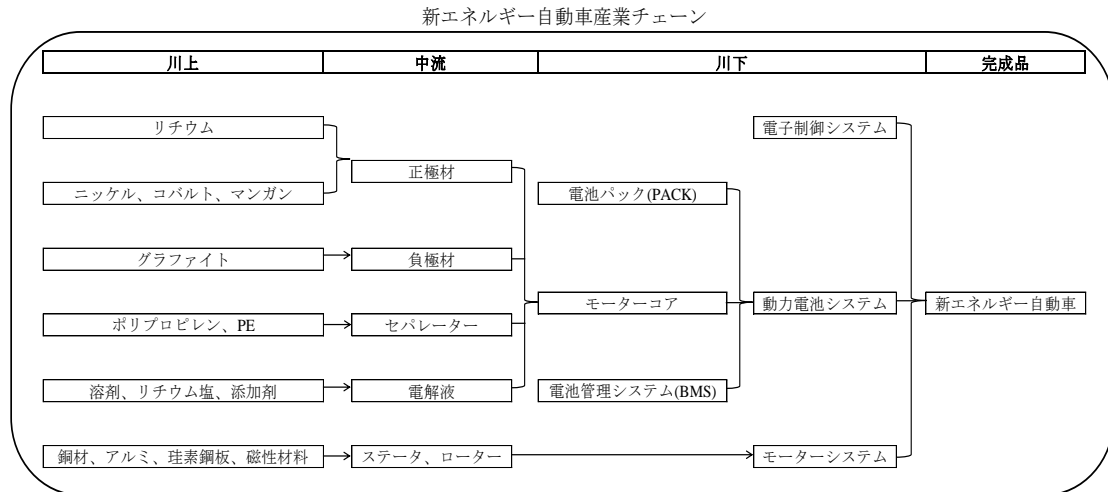 新エネルギー自動車産業チェーン
川上
中流
川下
完成品
リチウム
電子制御システム
正極材
ニッケル、コバルト、マンガン
電池パック(PACK)
グラファイト
負極材
モーターコア
動力電池システム
新エネルギー自動車
ポリプロピレン、PE
セパレーター
溶剤、リチウム塩、添加剤
電解液
電池管理システム(BMS)
銅材、アルミ、珪素鋼板、磁性材料
ステータ、ローター
モーターシステム